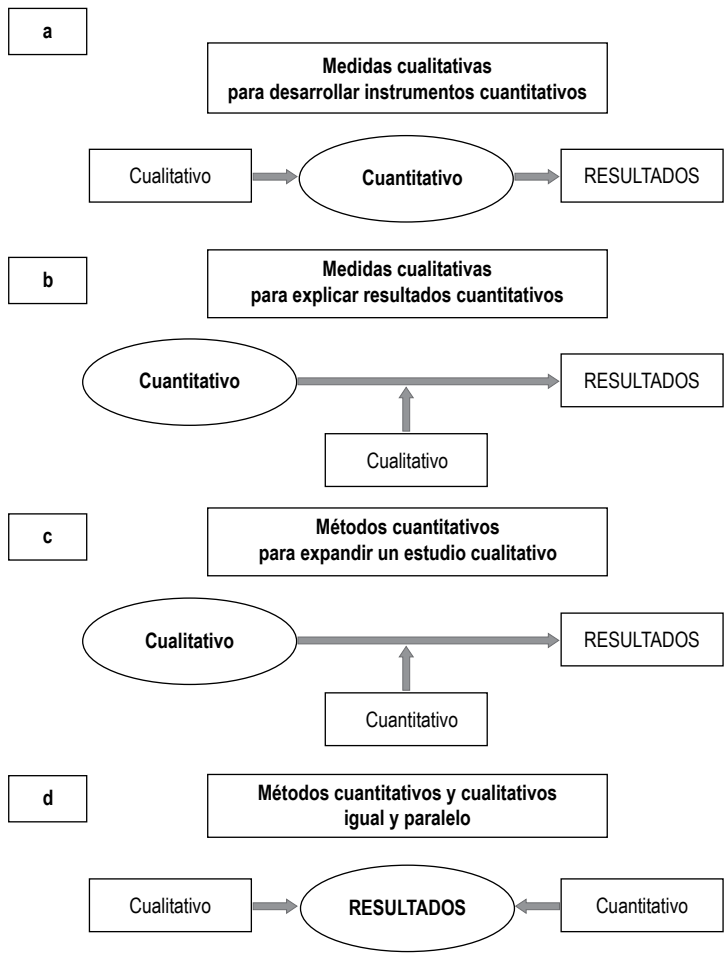 a
Medidas cualitativas
para desarrollar instrumentos cuantitativos
Cualitativo
Cuantitativo
RESULTADOS
b
Medidas cualitativas
para explicar resultados cuantitativos
Cuantitativo
RESULTADOS
Cualitativo
c
Métodos cuantitativos
para expandir un estudio cualitativo
Cualitativo
RESULTADOS
Cuantitativo
d
Métodos cuantitativos y cualitativos
igual y paralelo
Cualitativo
RESULTADOS
Cuantitativo